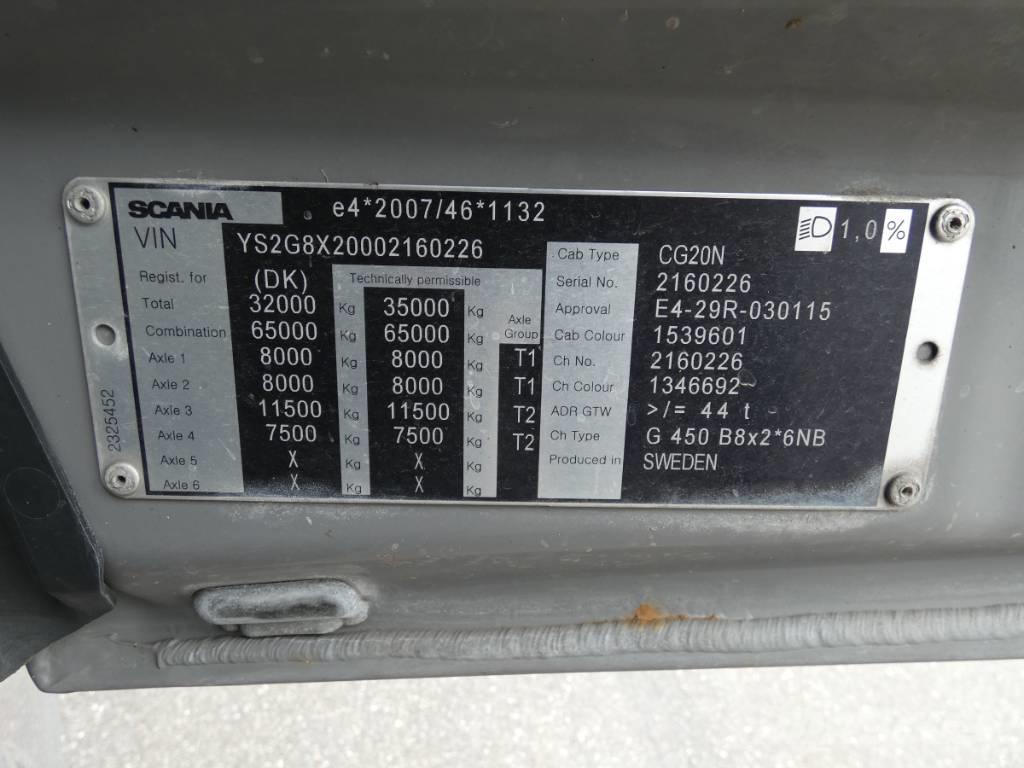 SCANIA e4*2007/46*1132 1,0 %
VIN YS2G8X20002160226 Cab Type CG20N
Regist. for (DK) Technically permissible Serial No. 2160226
Total 32000 Kg 35000 Kg Axle Group Approval E4-29R-030115
Combination 65000 Kg 65000 Kg Cab Colour 1539601
Axle 1 8000 Kg 8000 Kg T1 Ch No. 2160226
Axle 2 8000 Kg 8000 Kg T1 Ch Colour 1346692
Axle 3 11500 Kg 11500 Kg T2 ADR GTW >/= 44 t
Axle 4 7500 Kg 7500 Kg T2 Ch Type G 450 B8x2*6NB
Axle 5 X Kg X Kg Produced in SWEDEN
Axle 6 X Kg X Kg
2325452